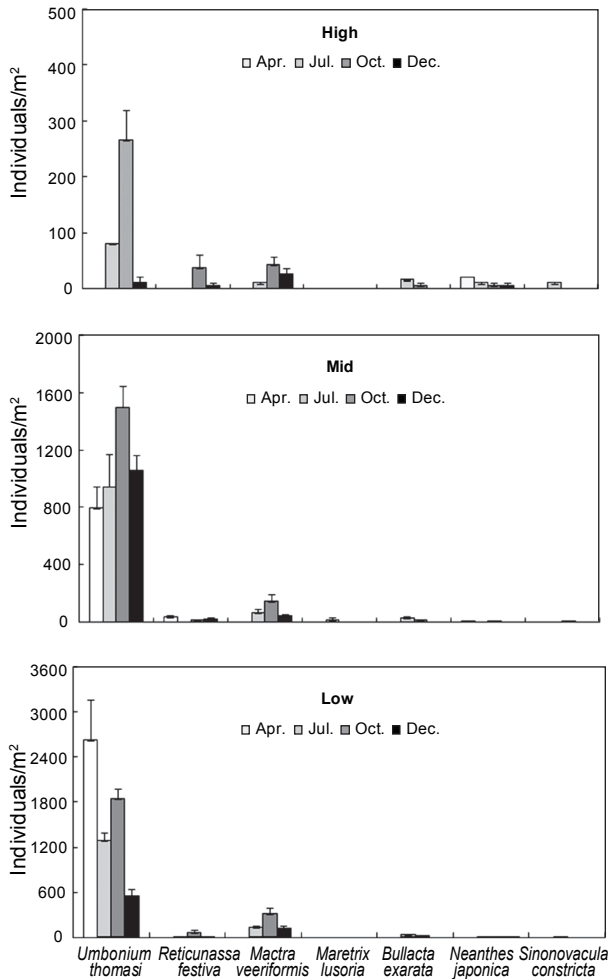 500
High
Apr. Jul. Oct. Dec.
400
300
200
100
0
Individuals/m²
2000
Mid
Apr. Jul. Oct. Dec.
1600
1200
800
400
0
Individuals/m²
3600
Low
Apr. Jul. Oct. Dec.
3000
2400
1800
1200
600
0
Individuals/m²
Umbonium Reticunassa Mactra Maretrix Bullacta Neanthes Sinonovacula
thomasi festiva veeriformis lusoria exarata japonica onstricta